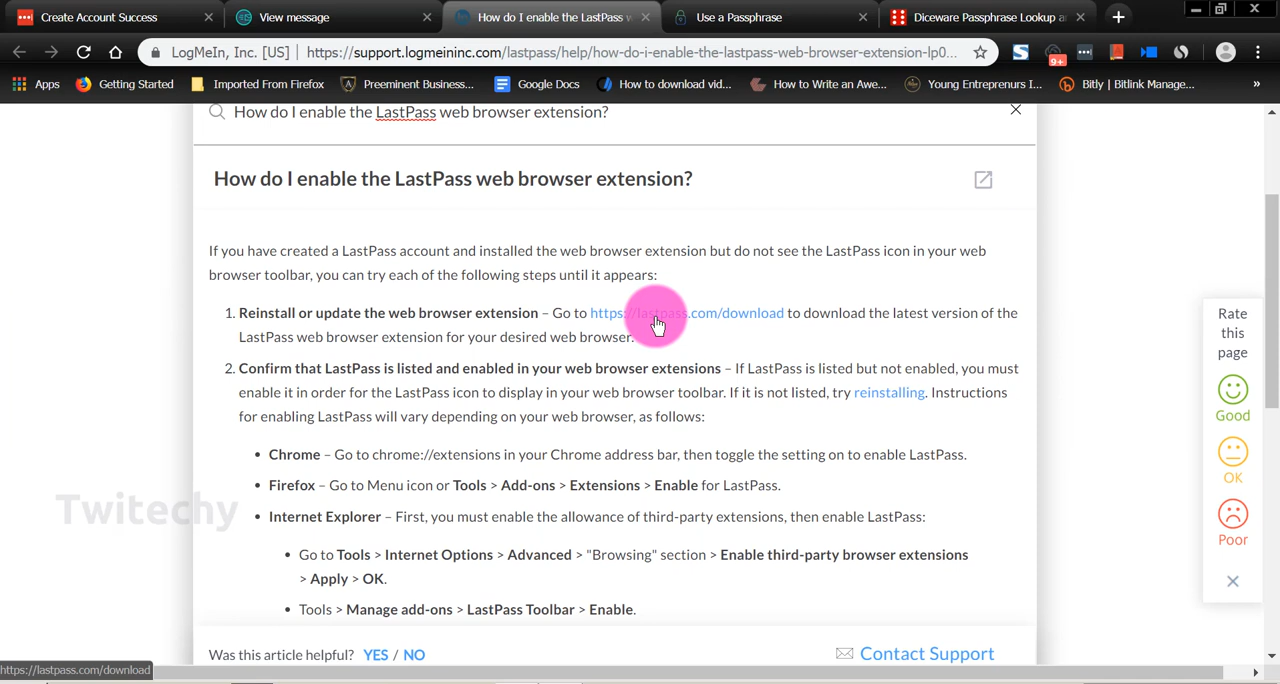 Create Account Success
View message
How do I enable the LastPass w
Use a Passphrase
Diceware Passphrase Lookup a
LogMeIn, Inc. [US]
https://support.logmeininc.com/lastpass/help/how-do-i-enable-the-lastpass-web-browser-extension-lp0...
9+
Apps
Getting Started
Imported From Firefox
Preeminent Business...
Google Docs
How to download vid...
How to Write an Awe...
Young Entreprenurs I...
Bitly | Bitlink Manage...
»
How do I enable the LastPass web browser extension?
How do I enable the LastPass web browser extension?
If you have created a LastPass account and installed the web browser extension but do not see the LastPass icon in your web
browser toolbar, you can try each of the following steps until it appears:
1. Reinstall or update the web browser extension – Go to https://lastpass.com/download to download the latest version of the
LastPass web browser extension for your desired web browser.
2. Confirm that LastPass is listed and enabled in your web browser extensions – If LastPass is listed but not enabled, you must
enable it in order for the LastPass icon to display in your web browser toolbar. If it is not listed, try reinstalling. Instructions
for enabling LastPass will vary depending on your web browser, as follows:
• Chrome – Go to chrome://extensions in your Chrome address bar, then toggle the setting on to enable LastPass.
• Firefox – Go to Menu icon or Tools > Add-ons > Extensions > Enable for LastPass.
• Internet Explorer – First, you must enable the allowance of third-party extensions, then enable LastPass:
• Go to Tools > Internet Options > Advanced > "Browsing" section > Enable third-party browser extensions
> Apply > OK.
• Tools > Manage add-ons > LastPass Toolbar > Enable.
Was this article helpful? YES / NO
Contact Support
Rate
this
page
Good
OK
Poor
Twitechy
https://lastpass.com/download